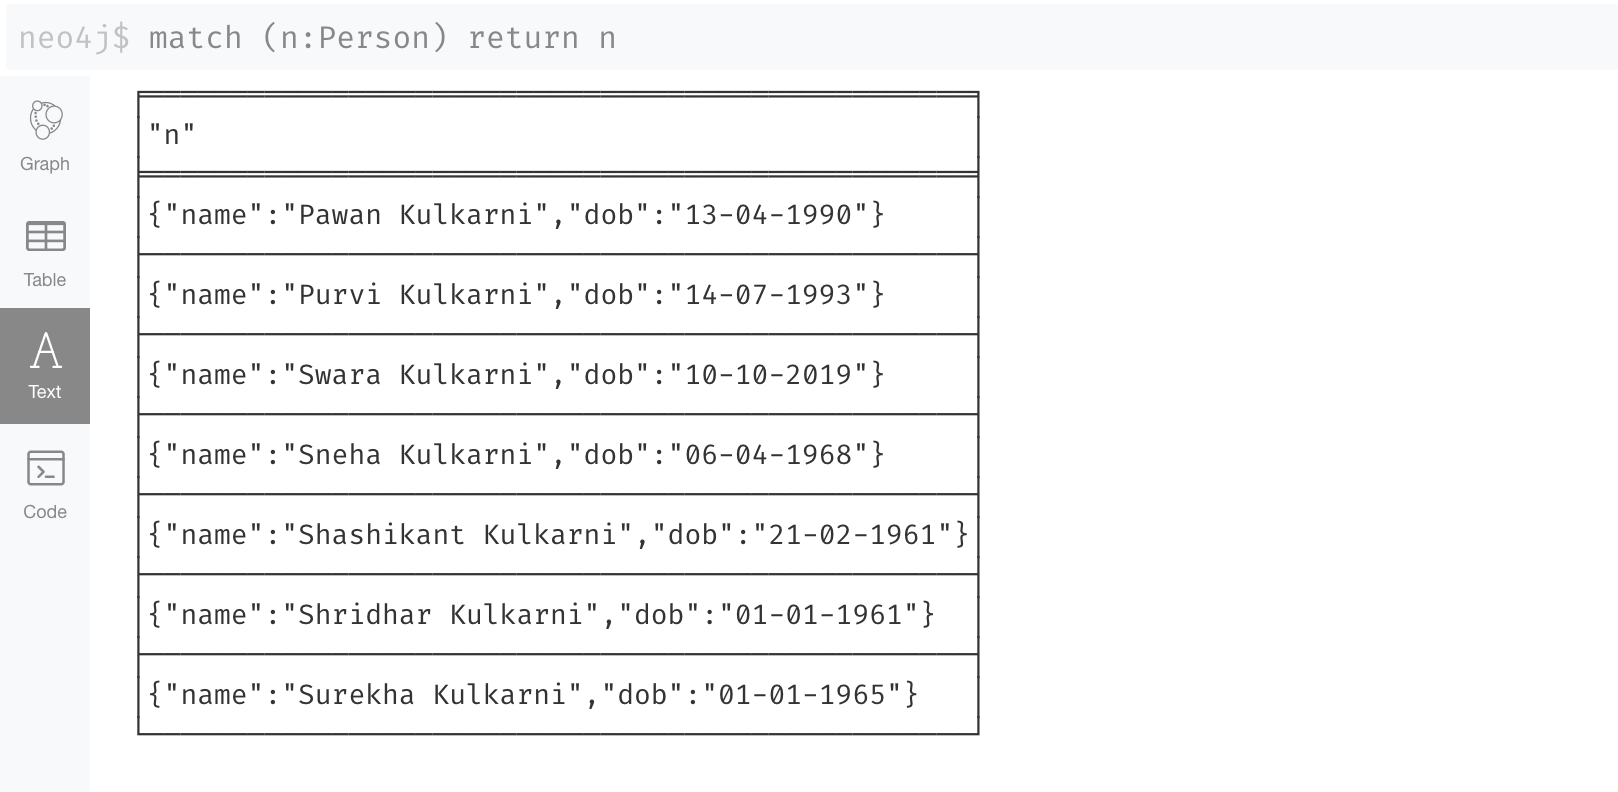 neo4j$ match (n:Person) return n
"n"
Graph
{"name":"Pawan Kulkarni","dob":"13-04-1990"}
Table
{"name":"Purvi Kulkarni","dob":"14-07-1993"}
{"name":"Swara Kulkarni","dob":"10-10-2019"}
Text
{"name":"Sneha Kulkarni","dob":"06-04-1968"}
Code
{"name":"Shashikant Kulkarni","dob":"21-02-1961"}
{"name":"Shridhar Kulkarni","dob":"01-01-1961"}
{"name":"Surekha Kulkarni","dob":"01-01-1965"}